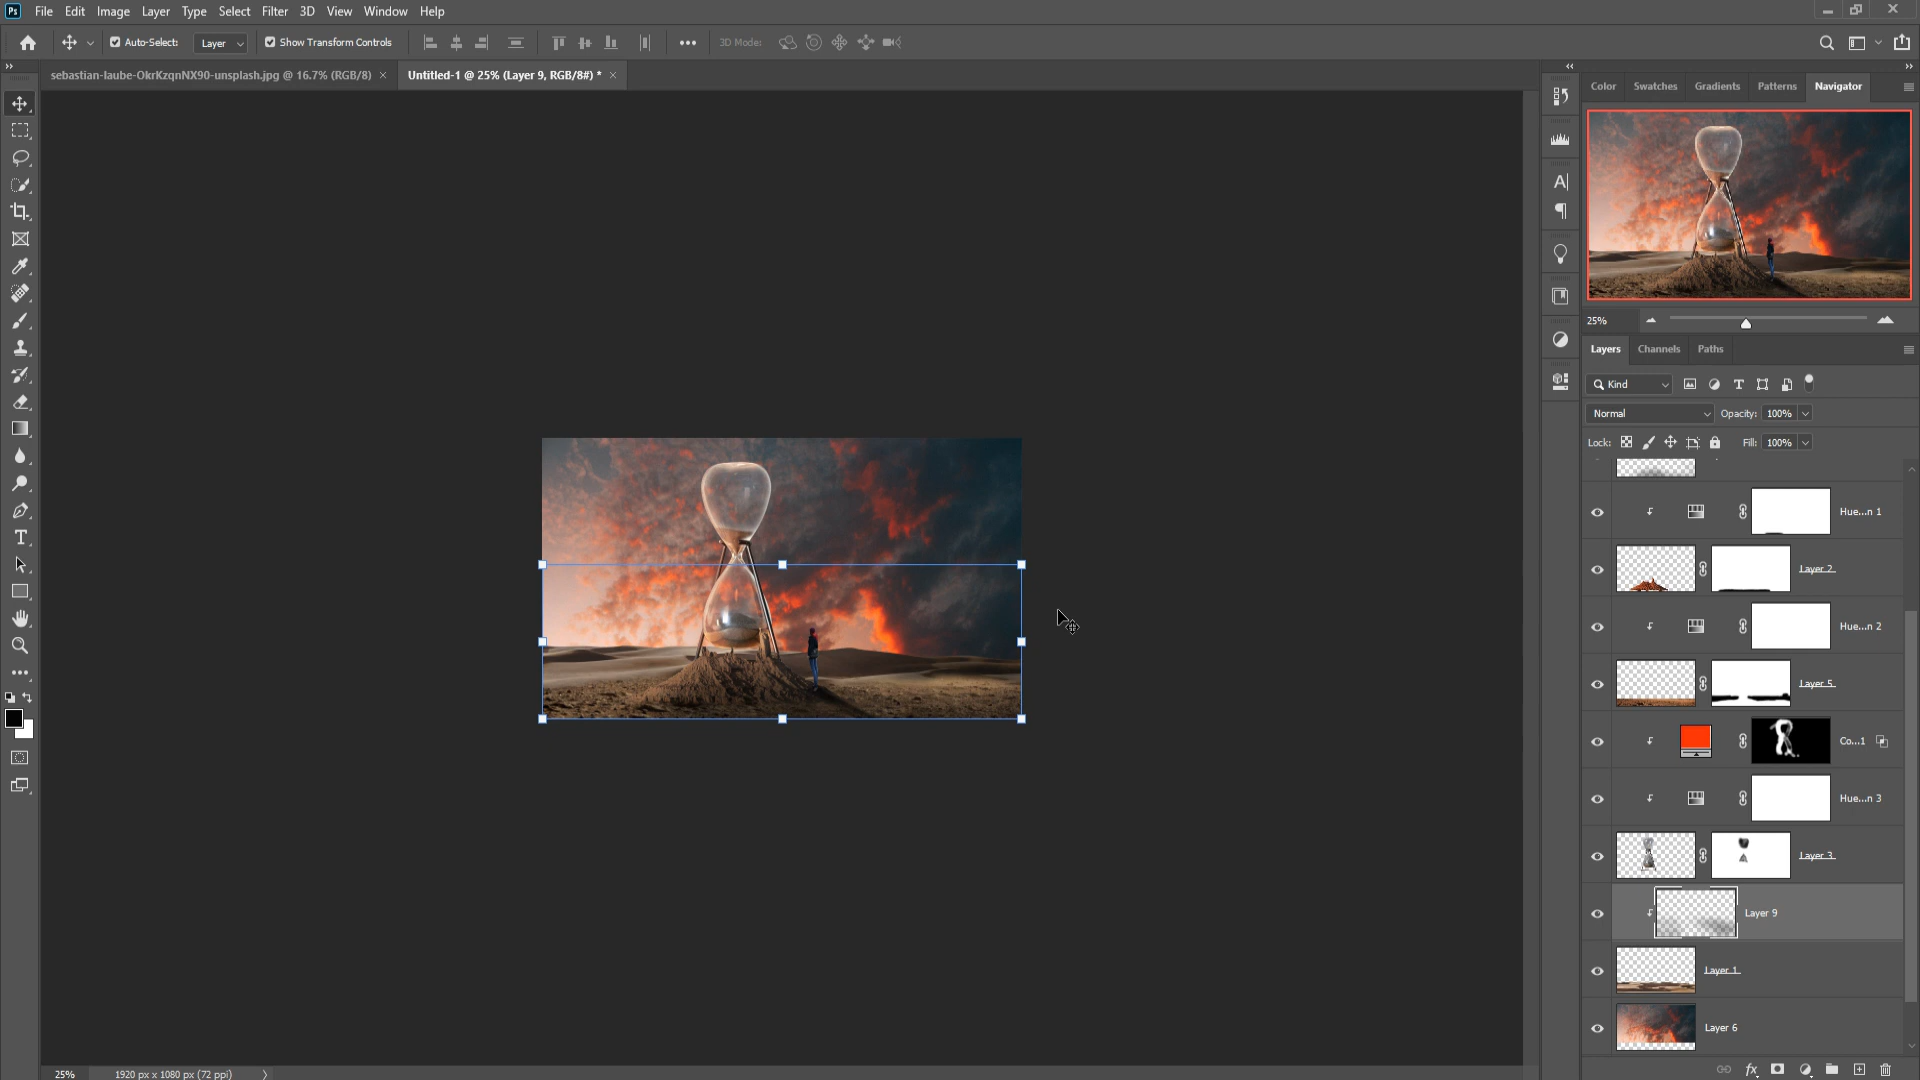 Ps File Edit Image Layer Type Select Filter 3D View Window Help
Auto-Select: Layer Show Transform Controls 3D Mode:
sebastian-laube-OkrKzqnNX90-unsplash.jpg @ 16.7% (RGB/8) × Untitled-1 @ 25% (Layer 9, RGB/8#) * ×
Color Swatches Gradients Patterns Navigator
25%
Layers Channels Paths
Kind
Normal Opacity: 100%
Lock: Fill: 100%
Hue...n 1
Layer 2
Hue...n 2
Layer 5
Co...1
Hue...n 3
Layer 3
Layer 9
Layer 1
Layer 6
25% 1920 px x 1080 px (72 ppi)